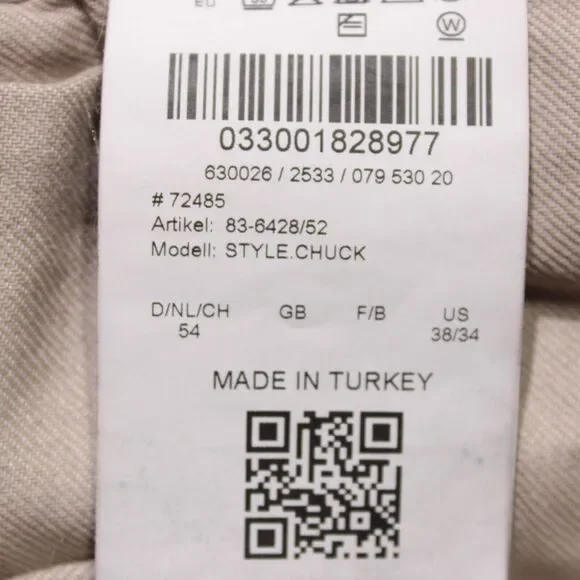 EU
033001828977
630026 / 2533 / 079 530 20
# 72485
Artikel: 83-6428/52
Modell: STYLE.CHUCK
D/NL/CH GB F/B US
54 38/34
MADE IN TURKEY